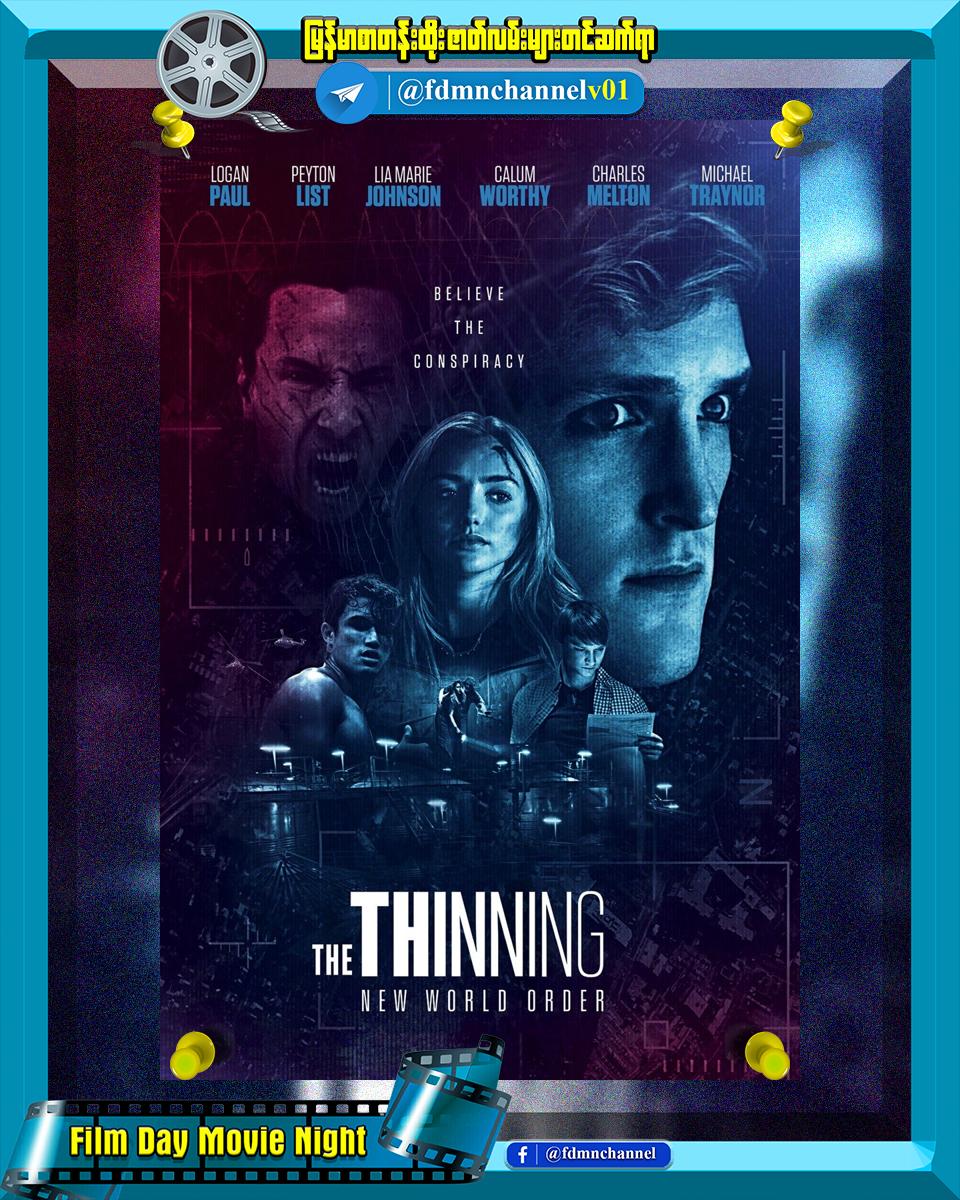 မြန်မာစာတန်းထိုးဇာတ်လမ်းများတင်ဆက်ရာ
@fdmnchannelv01
LOGAN PAUL
PEYTON LIST
LIA MARIE JOHNSON
CALUM WORTHY
CHARLES MELTON
MICHAEL TRAYNOR
BELIEVE
THE
CONSPIRACY
N
THE THINNING
NEW WORLD ORDER
Film Day Movie Night
@fdmnchannel